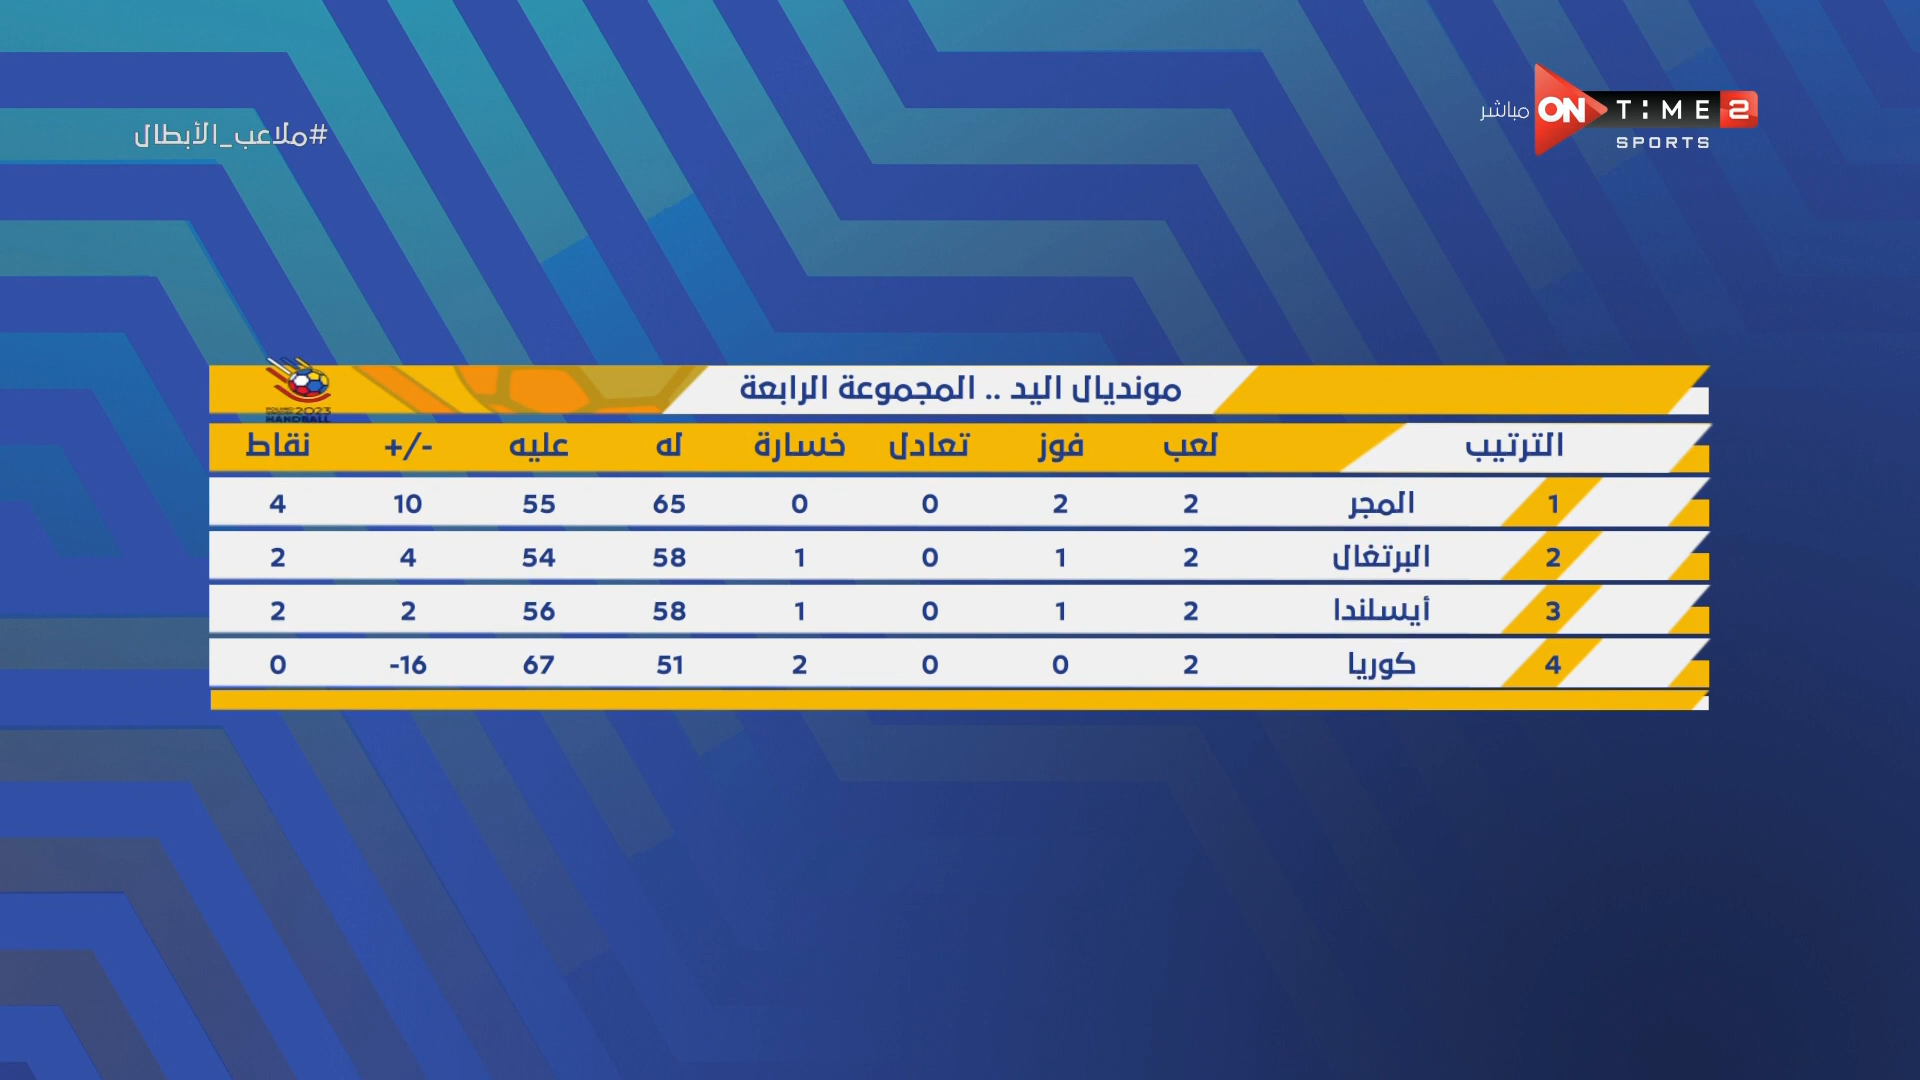 مباشر ON TIME 2
SPORTS
#ملاعب_الأبطال
مونديال اليد .. المجموعة الرابعة
2023
HANDBALL
الترتيب لعب فوز تعادل خسارة له عليه +/- نقاط
1 المجر 2 2 0 0 65 55 10 4
2 البرتغال 2 1 0 1 58 54 4 2
3 أيسلندا 2 1 0 1 58 56 2 2
4 كوريا 2 0 0 2 51 67 -16 0